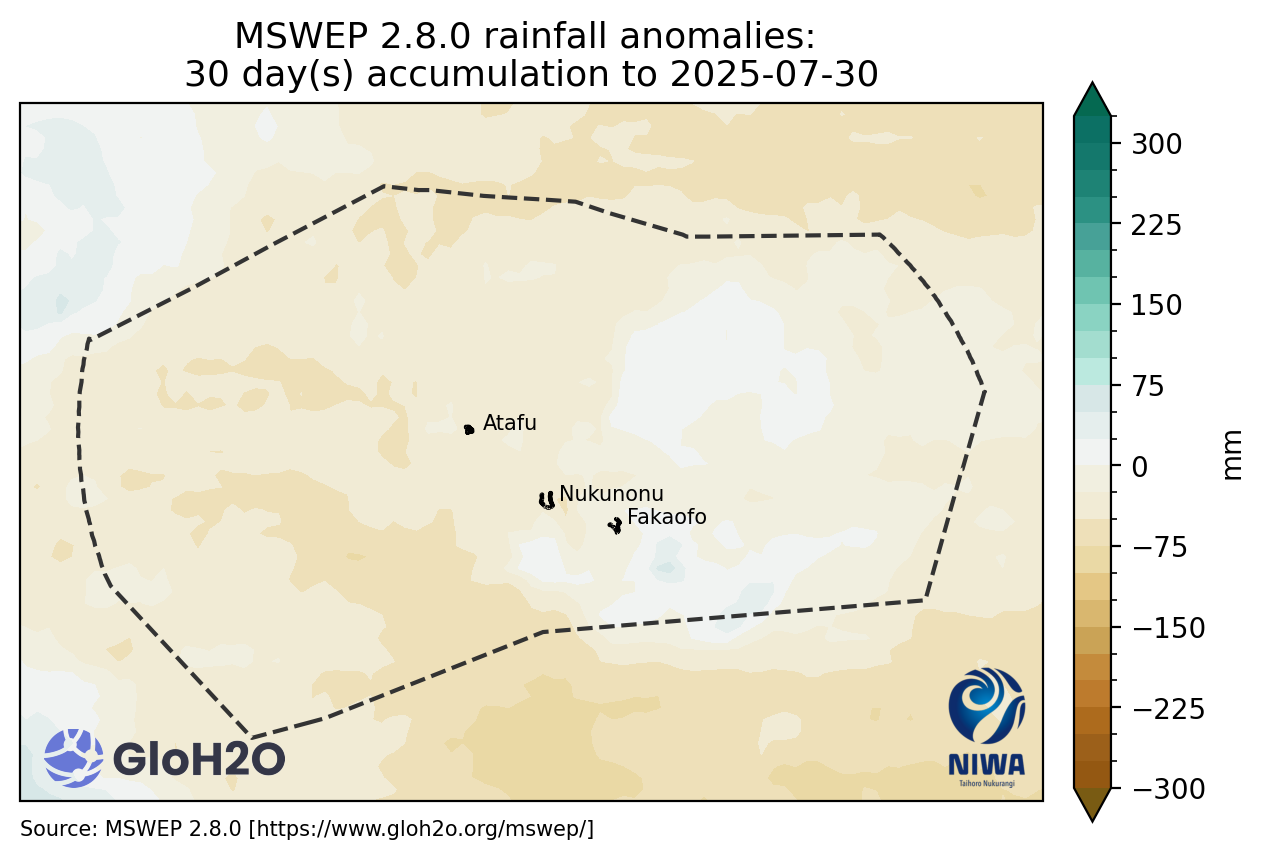 MSWEP 2.8.0 rainfall anomalies:
30 day(s) accumulation to 2025-07-30
300
225
150
75
0
−75
−150
−225
−300
mm
Atafu
Nukunonu
Fakaofo
GloH2O
NIWA
Taihoro Nukurangi
Source: MSWEP 2.8.0 [https://www.gloh2o.org/mswep/]